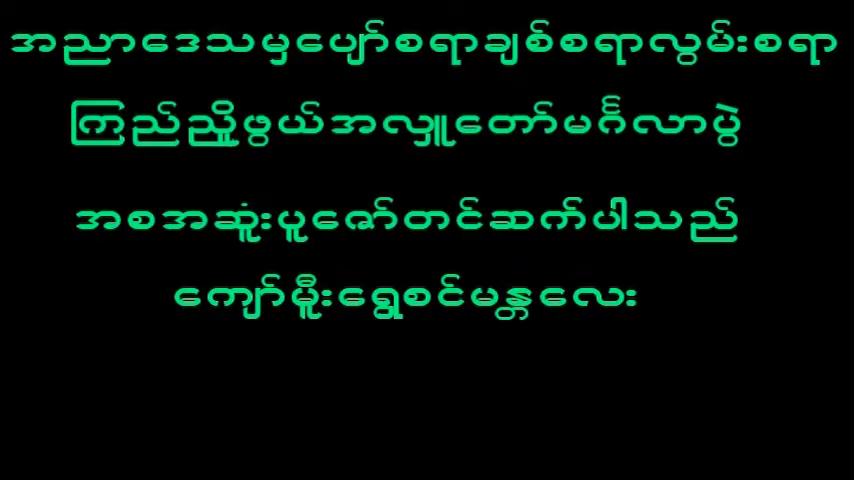 အညာဒေသမှပျော်စရာချစ်စရာလွမ်းစရာ
ကြည်ညိူဖွယ်အလှူတော်မင်္ဂလာပွဲ
အစအဆူံးပူဇော်တင်ဆက်ပါသည်
ကျော်မီူးရွှေစင်မန္တလေး